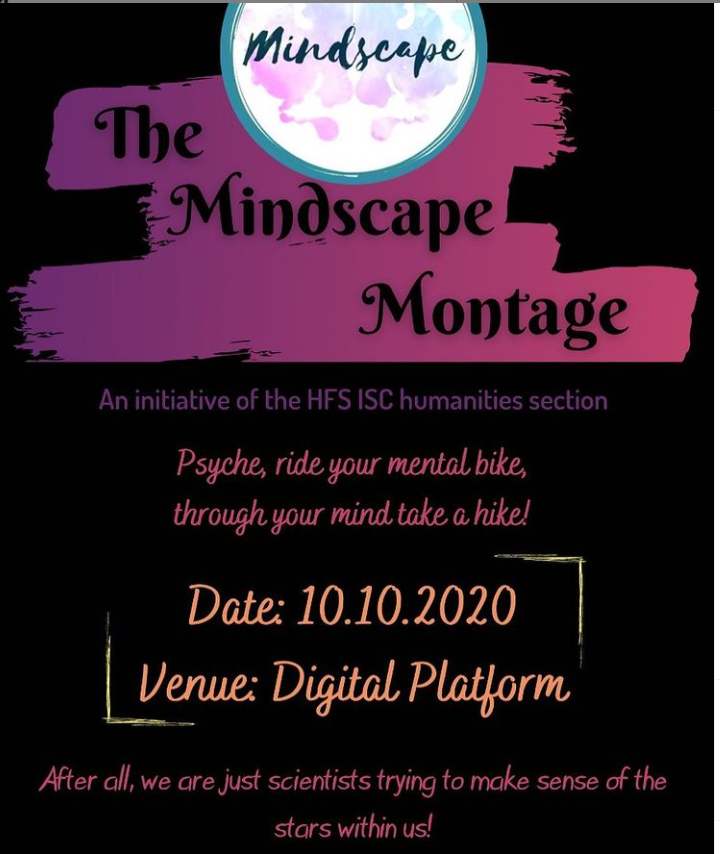 Mindscape
The
Mindscape
Montage
An initiative of the HFS ISC humanities section
Psyche, ride your mental bike,
through your mind take a hike!
Date: 10.10.2020
Venue: Digital Platform
After all, we are just scientists trying to make sense of the
stars within us!